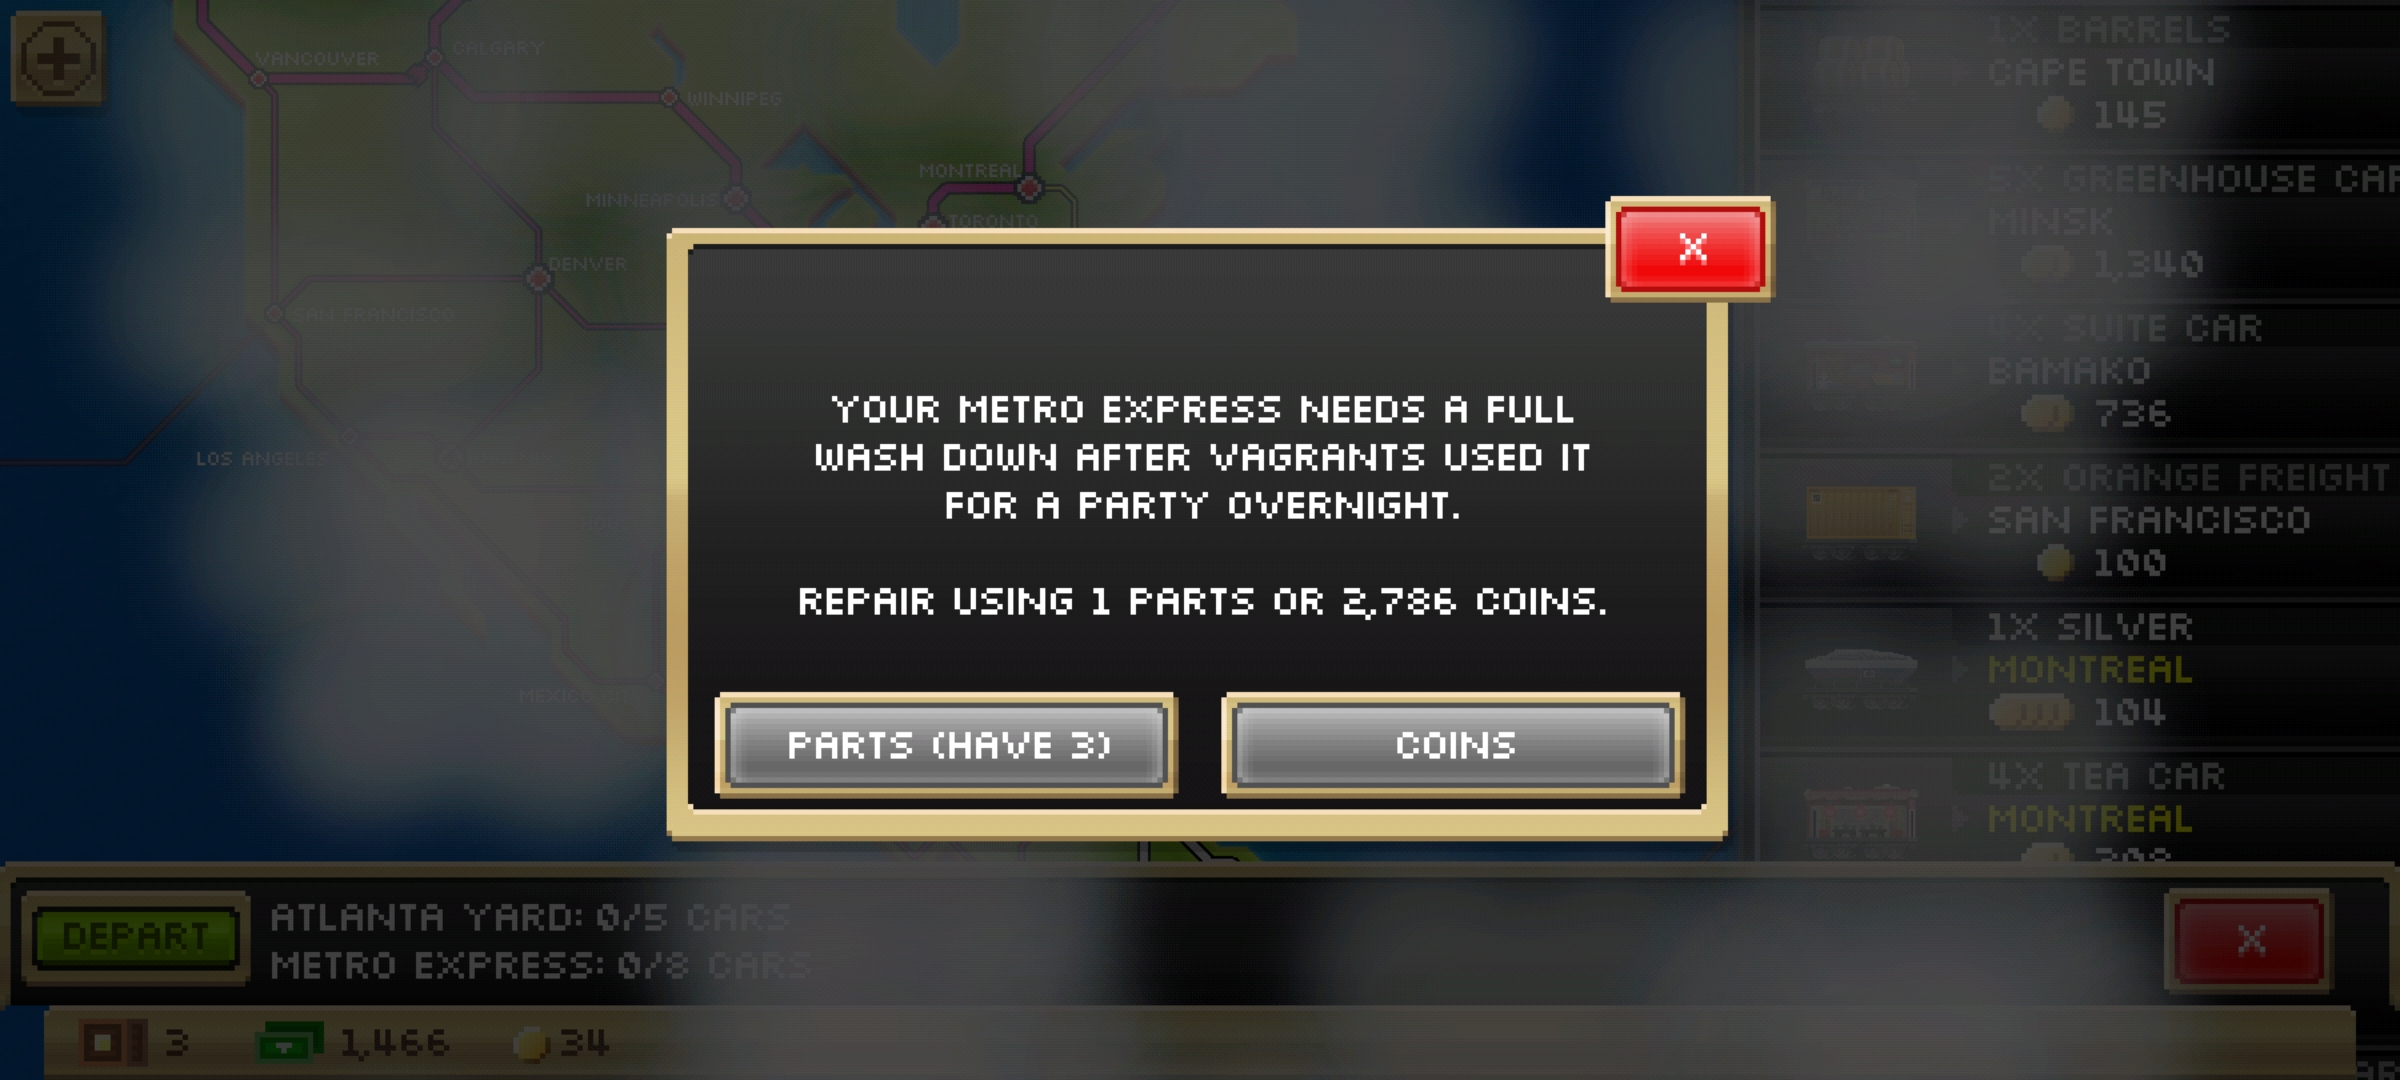 VANCOUVER
CALGARY
WINNIPEG
MONTREAL
MINNEAPOLIS
TORONTO
DENVER
SAN FRANCISCO
LOS ANGELES
X
YOUR METRO EXPRESS NEEDS A FULL
WASH DOWN AFTER VAGRANTS USED IT
FOR A PARTY OVERNIGHT.
REPAIR USING 1 PARTS OR 2,786 COINS.
PARTS (HAVE 3)
COINS
1X BARRELS
CAPE TOWN
145
5X GREENHOUSE CAR
MINSK
1,340
4X SUITE CAR
BAMAKO
736
2X ORANGE FREIGHT
SAN FRANCISCO
100
1X SILVER
MONTREAL
104
4X TEA CAR
MONTREAL
DEPART
ATLANTA YARD: 0/5 CARS
METRO EXPRESS: 0/8 CARS
X
3
1,466
34